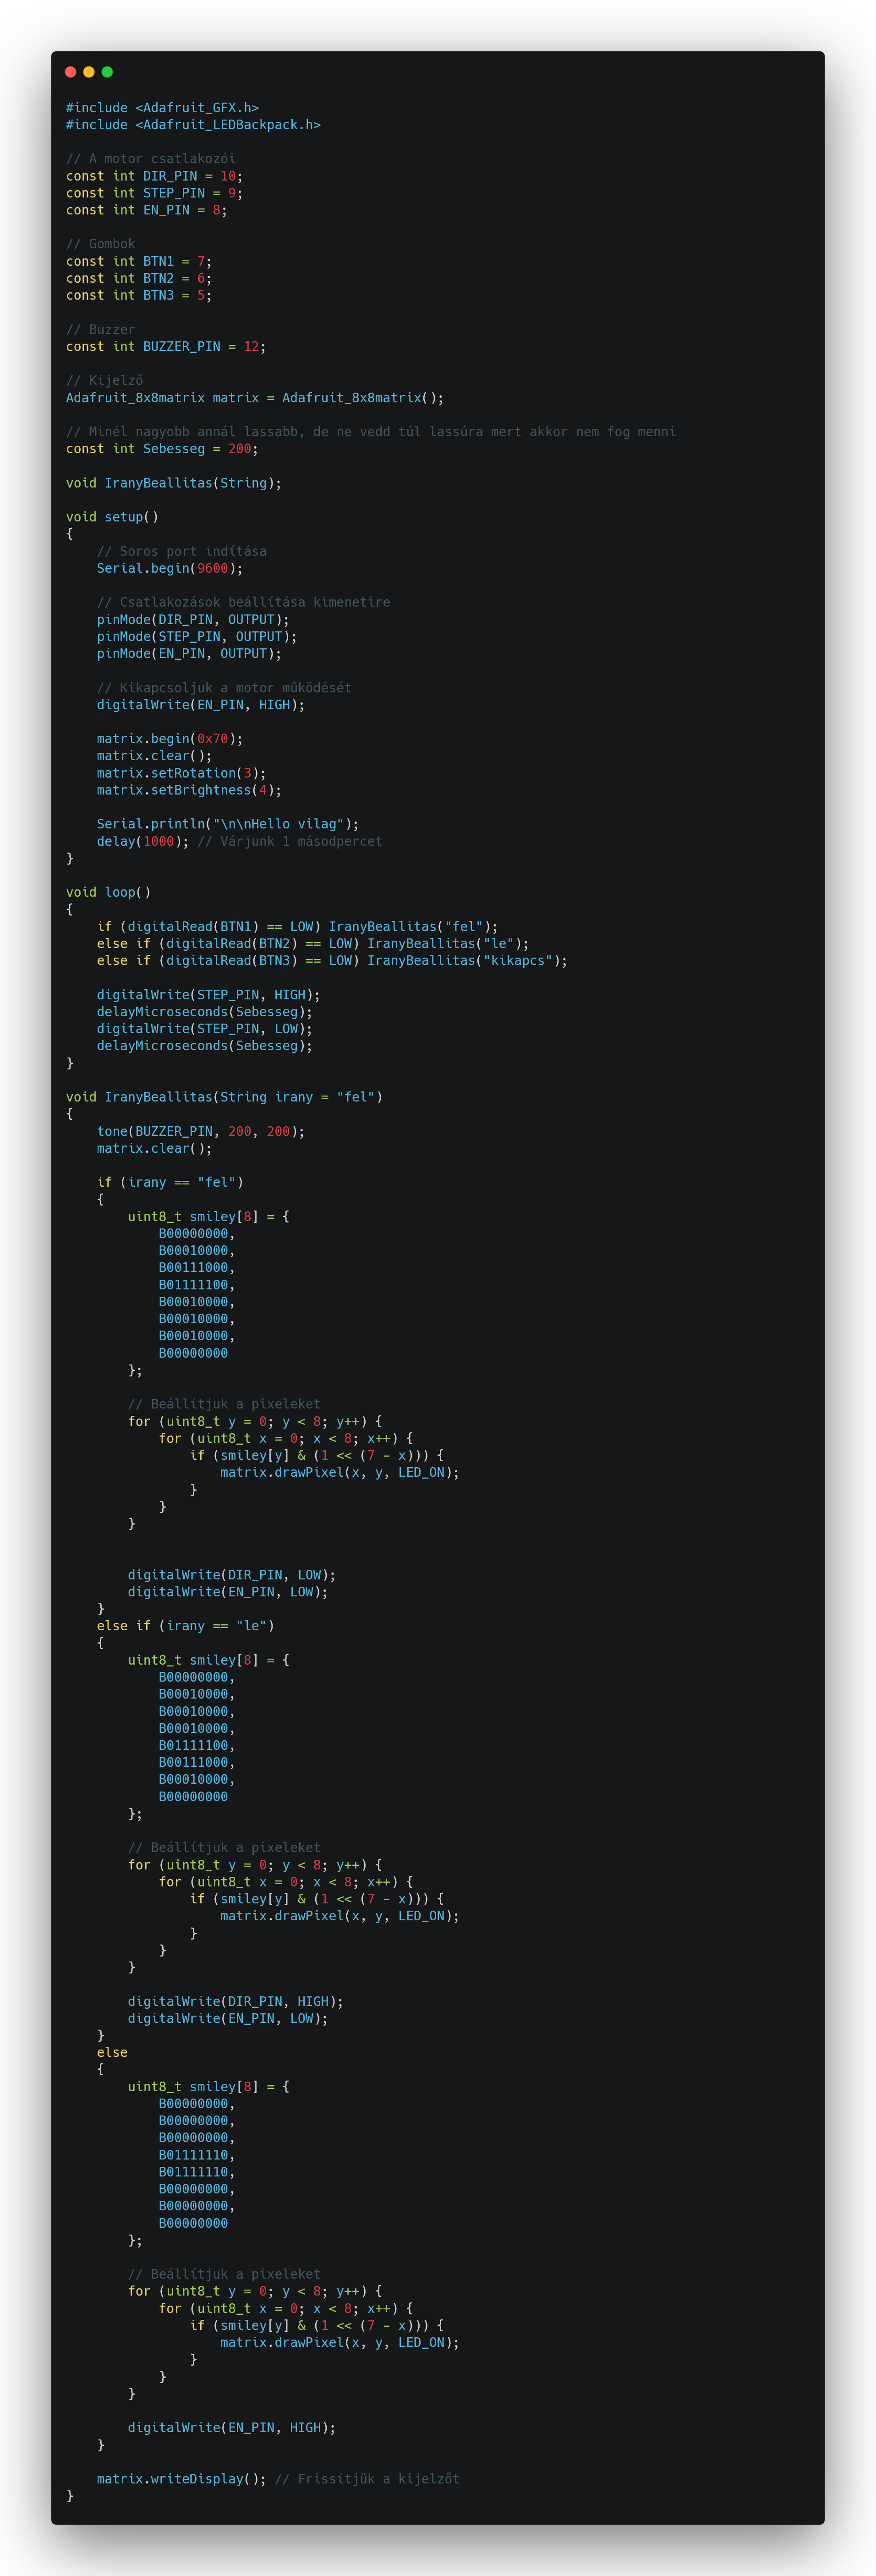 #include <Adafruit_GFX.h>
#include <Adafruit_LEDBackpack.h>

// A motor csatlakozói
const int DIR_PIN = 10;
const int STEP_PIN = 9;
const int EN_PIN = 8;

// Gombok
const int BTN1 = 7;
const int BTN2 = 6;
const int BTN3 = 5;

// Buzzer
const int BUZZER_PIN = 12;

// Kijelző
Adafruit_8x8matrix matrix = Adafruit_8x8matrix();

// Minél nagyobb annál lassabb, de ne vedd túl lassúra mert akkor nem fog menni
const int Sebesseg = 200;

void IranyBeallitas(String);

void setup()
{
    // Soros port indítása
    Serial.begin(9600);

    // Csatlakozások beállítása kimenetire
    pinMode(DIR_PIN, OUTPUT);
    pinMode(STEP_PIN, OUTPUT);
    pinMode(EN_PIN, OUTPUT);

    // Kikapcsoljuk a motor működését
    digitalWrite(EN_PIN, HIGH);

    matrix.begin(0x70);
    matrix.clear();
    matrix.setRotation(3);
    matrix.setBrightness(4);

    Serial.println("\n\nHello vilag");
    delay(1000); // Várjunk 1 másodpercet
}

void loop()
{
    if (digitalRead(BTN1) == LOW) IranyBeallitas("fel");
    else if (digitalRead(BTN2) == LOW) IranyBeallitas("le");
    else if (digitalRead(BTN3) == LOW) IranyBeallitas("kikapcs");

    digitalWrite(STEP_PIN, HIGH);
    delayMicroseconds(Sebesseg);
    digitalWrite(STEP_PIN, LOW);
    delayMicroseconds(Sebesseg);
}

void IranyBeallitas(String irany = "fel")
{
    tone(BUZZER_PIN, 200, 200);
    matrix.clear();

    if (irany == "fel")
    {
        uint8_t smiley[8] = {
            B00000000,
            B00010000,
            B00111000,
            B01111100,
            B00010000,
            B00010000,
            B00010000,
            B00000000
        };

        // Beállítjuk a pixeleket
        for (uint8_t y = 0; y < 8; y++) {
            for (uint8_t x = 0; x < 8; x++) {
                if (smiley[y] & (1 << (7 - x))) {
                    matrix.drawPixel(x, y, LED_ON);
                }
            }
        }


        digitalWrite(DIR_PIN, LOW);
        digitalWrite(EN_PIN, LOW);
    }
    else if (irany == "le")
    {
        uint8_t smiley[8] = {
            B00000000,
            B00010000,
            B00010000,
            B00010000,
            B01111100,
            B00111000,
            B00010000,
            B00000000
        };

        // Beállítjuk a pixeleket
        for (uint8_t y = 0; y < 8; y++) {
            for (uint8_t x = 0; x < 8; x++) {
                if (smiley[y] & (1 << (7 - x))) {
                    matrix.drawPixel(x, y, LED_ON);
                }
            }
        }

        digitalWrite(DIR_PIN, HIGH);
        digitalWrite(EN_PIN, LOW);
    }
    else
    {
        uint8_t smiley[8] = {
            B00000000,
            B00000000,
            B00000000,
            B01111110,
            B01111110,
            B00000000,
            B00000000,
            B00000000
        };

        // Beállítjuk a pixeleket
        for (uint8_t y = 0; y < 8; y++) {
            for (uint8_t x = 0; x < 8; x++) {
                if (smiley[y] & (1 << (7 - x))) {
                    matrix.drawPixel(x, y, LED_ON);
                }
            }
        }

        digitalWrite(EN_PIN, HIGH);
    }

    matrix.writeDisplay(); // Frissítjük a kijelzőt
}